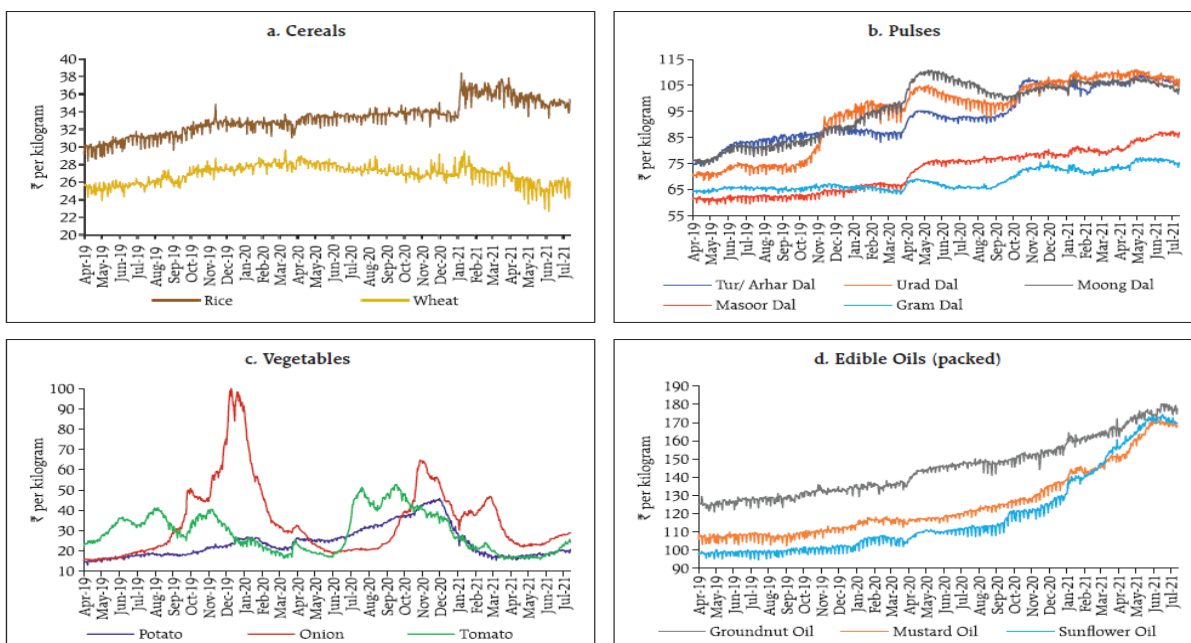 a. Cereals
₹ per kilogram
40
38
36
34
32
30
28
26
24
22
20
Apr-19 May-19 Jun-19 Jul-19 Aug-19 Sep-19 Oct-19 Nov-19 Dec-19 Jan-20 Feb-20 Mar-20 Apr-20 May-20 Jun-20 Jul-20 Aug-20 Sep-20 Oct-20 Nov-20 Dec-20 Jan-21 Feb-21 Mar-21 Apr-21 May-21 Jun-21 Jul-21
Rice Wheat
b. Pulses
₹ per kilogram
115
105
95
85
75
65
55
Apr-19 May-19 Jun-19 Jul-19 Aug-19 Sep-19 Oct-19 Nov-19 Dec-19 Jan-20 Feb-20 Mar-20 Apr-20 May-20 Jun-20 Jul-20 Aug-20 Sep-20 Oct-20 Nov-20 Dec-20 Jan-21 Feb-21 Mar-21 Apr-21 May-21 Jun-21 Jul-21
Tur/ Arhar Dal Urad Dal Moong Dal
Masoor Dal Gram Dal
c. Vegetables
₹ per kilogram
100
90
80
70
60
50
40
30
20
10
Apr-19 May-19 Jun-19 Jul-19 Aug-19 Sep-19 Oct-19 Nov-19 Dec-19 Jan-20 Feb-20 Mar-20 Apr-20 May-20 Jun-20 Jul-20 Aug-20 Sep-20 Oct-20 Nov-20 Dec-20 Jan-21 Feb-21 Mar-21 Apr-21 May-21 Jun-21 Jul-21
Potato Onion Tomato
d. Edible Oils (packed)
₹ per kilogram
190
180
170
160
150
140
130
120
110
100
90
Apr-19 May-19 Jun-19 Jul-19 Aug-19 Sep-19 Oct-19 Nov-19 Dec-19 Jan-20 Feb-20 Mar-20 Apr-20 May-20 Jun-20 Jul-20 Aug-20 Sep-20 Oct-20 Nov-20 Dec-20 Jan-21 Feb-21 Mar-21 Apr-21 May-21 Jun-21 Jul-21
Groundnut Oil Mustard Oil Sunflower Oil